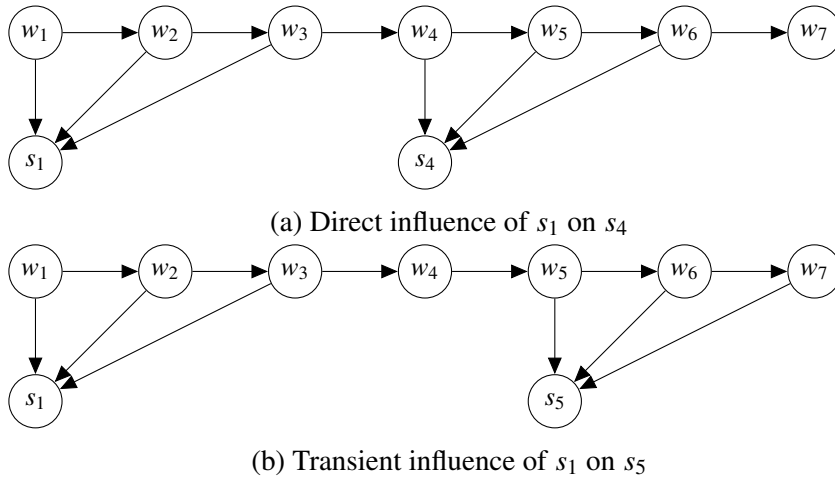 w1 w2 w3 w4 w5 w6 w7
s1 s4
(a) Direct influence of s1 on s4
w1 w2 w3 w4 w5 w6 w7
s1 s5
(b) Transient influence of s1 on s5